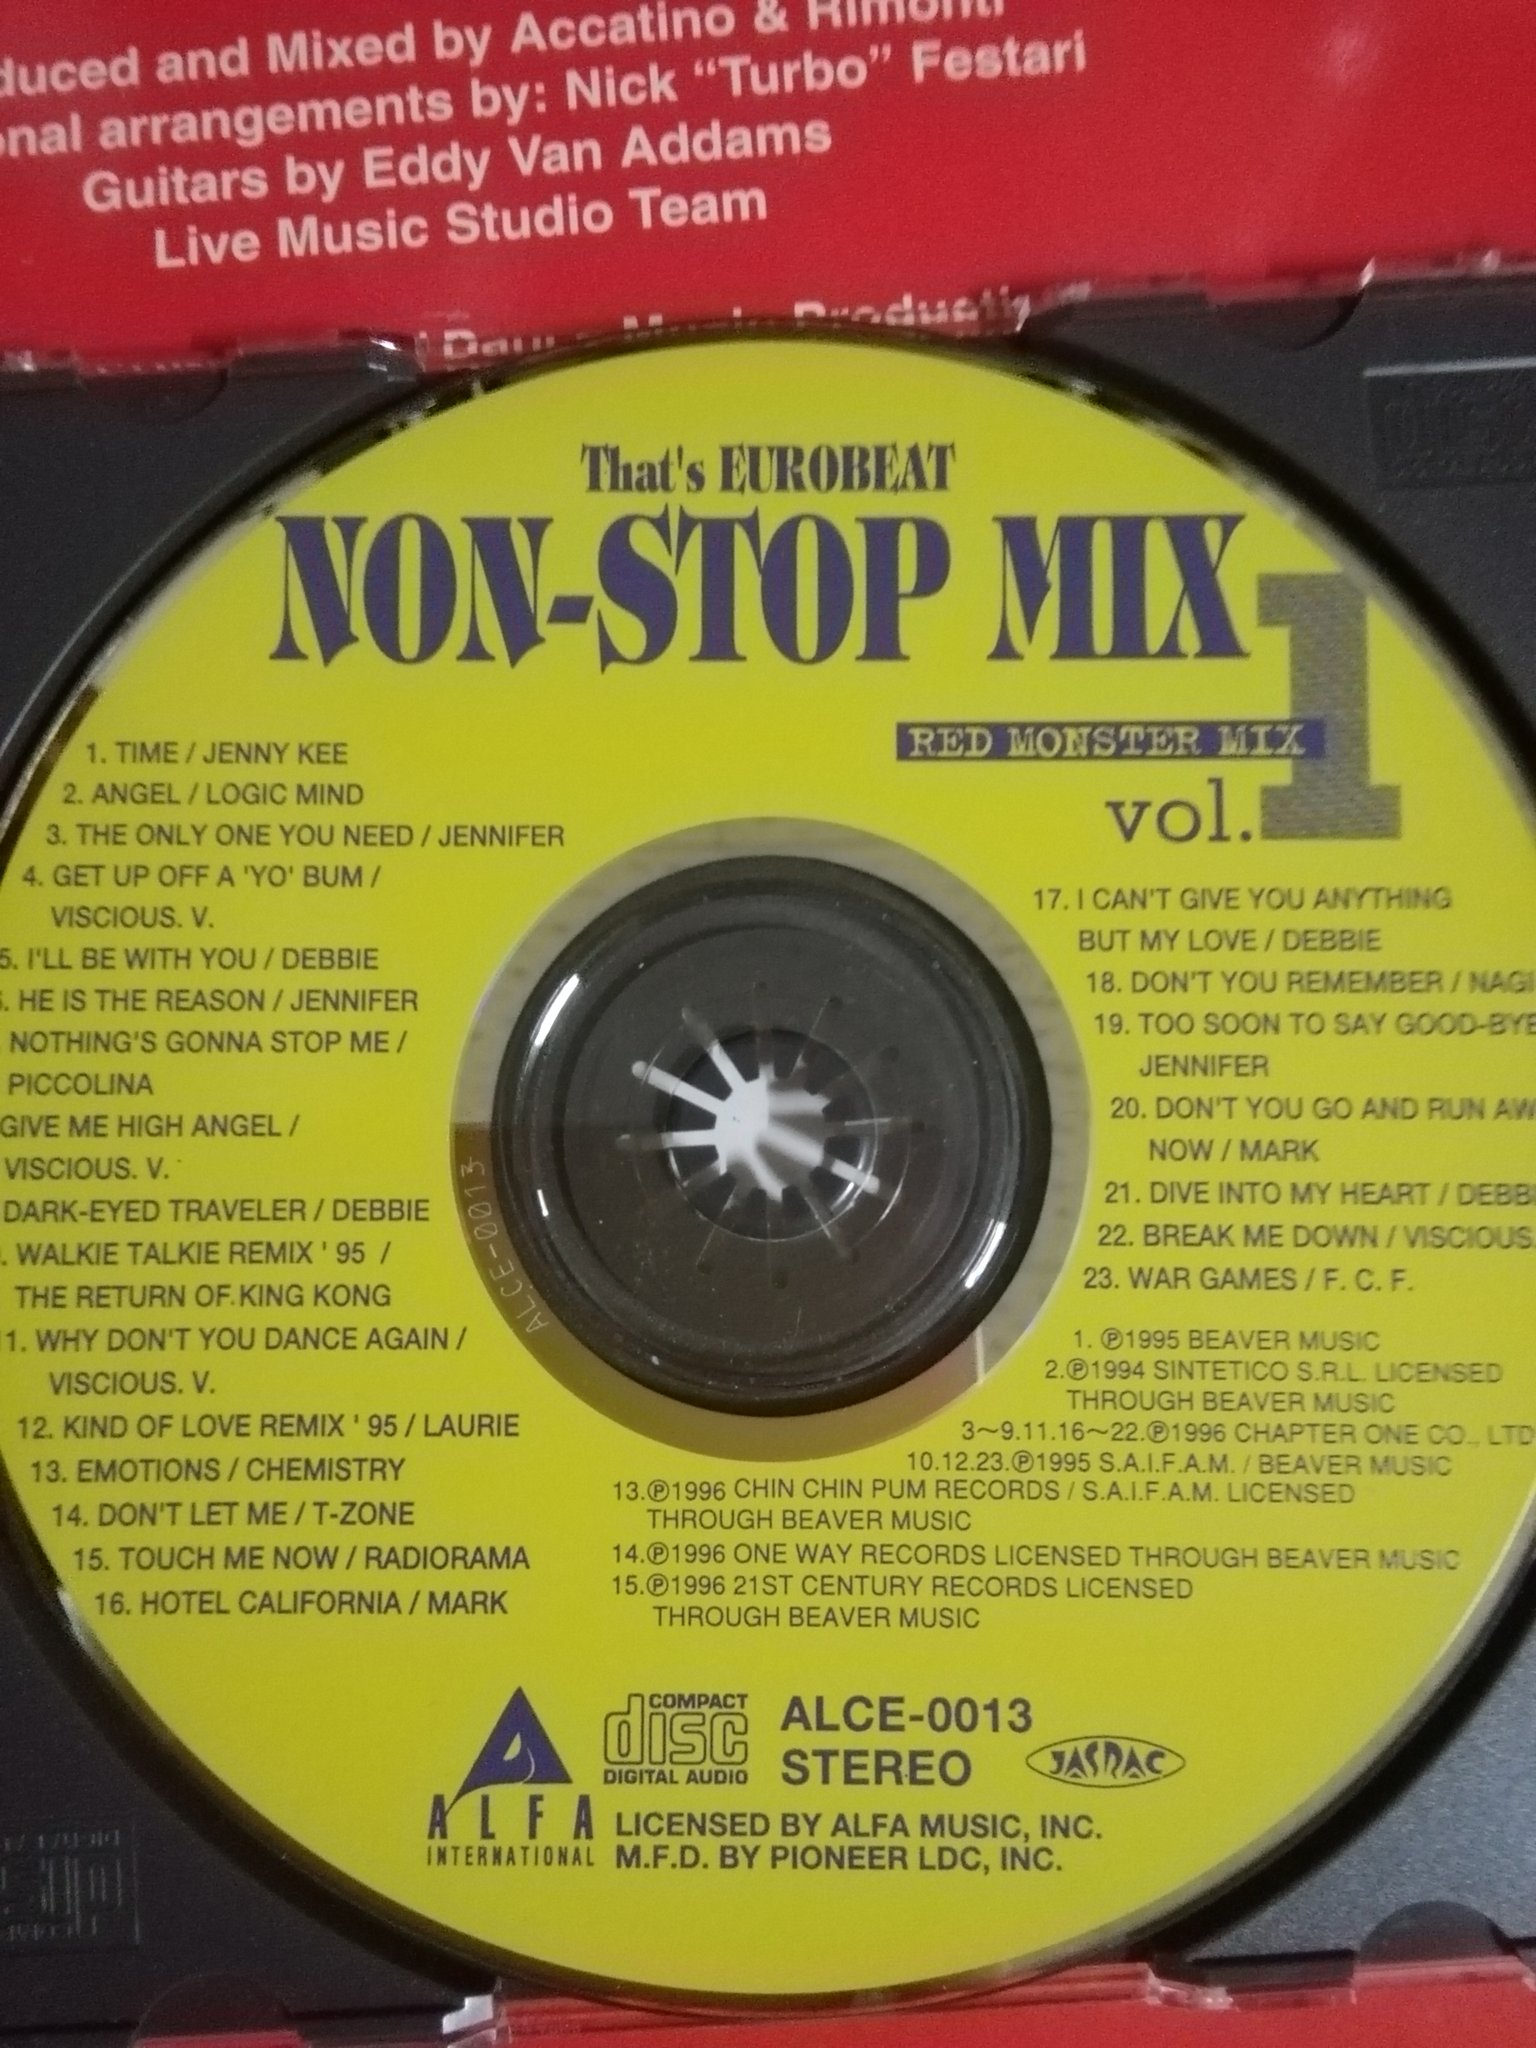 and Mixed by Accatino & Rimonti
arrangements by: Nick “Turbo” Festari
Guitars by Eddy Van Addams
Live Music Studio Team
Music Producti
That's EUROBEAT
NON-STOP MIX
RED MONSTER MIX
vol.1
1. TIME / JENNY KEE
2. ANGEL / LOGIC MIND
3. THE ONLY ONE YOU NEED / JENNIFER
4. GET UP OFF A 'YO' BUM /
VISCIOUS. V.
5. I'LL BE WITH YOU / DEBBIE
. HE IS THE REASON / JENNIFER
NOTHING'S GONNA STOP ME /
PICCOLINA
GIVE ME HIGH ANGEL /
VISCIOUS. V.
DARK-EYED TRAVELER / DEBBIE
. WALKIE TALKIE REMIX ' 95 /
THE RETURN OF KING KONG
11. WHY DON'T YOU DANCE AGAIN /
VISCIOUS. V.
12. KIND OF LOVE REMIX ' 95 / LAURIE
13. EMOTIONS / CHEMISTRY
14. DON'T LET ME / T-ZONE
15. TOUCH ME NOW / RADIORAMA
16. HOTEL CALIFORNIA / MARK
17. I CAN'T GIVE YOU ANYTHING
BUT MY LOVE / DEBBIE
18. DON'T YOU REMEMBER / NAGI
19. TOO SOON TO SAY GOOD-BYE
JENNIFER
20. DON'T YOU GO AND RUN AW
NOW / MARK
21. DIVE INTO MY HEART / DEBB
22. BREAK ME DOWN / VISCIOUS.
23. WAR GAMES / F. C. F.
1. ℗1995 BEAVER MUSIC
2.℗1994 SINTETICO S.R.L. LICENSED
THROUGH BEAVER MUSIC
3～9.11.16～22.℗1996 CHAPTER ONE CO., LTD
10.12.23.℗1995 S.A.I.F.A.M. / BEAVER MUSIC
13.℗1996 CHIN CHIN PUM RECORDS / S.A.I.F.A.M. LICENSED
THROUGH BEAVER MUSIC
14.℗1996 ONE WAY RECORDS LICENSED THROUGH BEAVER MUSIC
15.℗1996 21ST CENTURY RECORDS LICENSED
THROUGH BEAVER MUSIC
ALCE-0013
ALFA
INTERNATIONAL
COMPACT
disc
DIGITAL AUDIO
ALCE-0013
STEREO
JASRAC
LICENSED BY ALFA MUSIC, INC.
M.F.D. BY PIONEER LDC, INC.